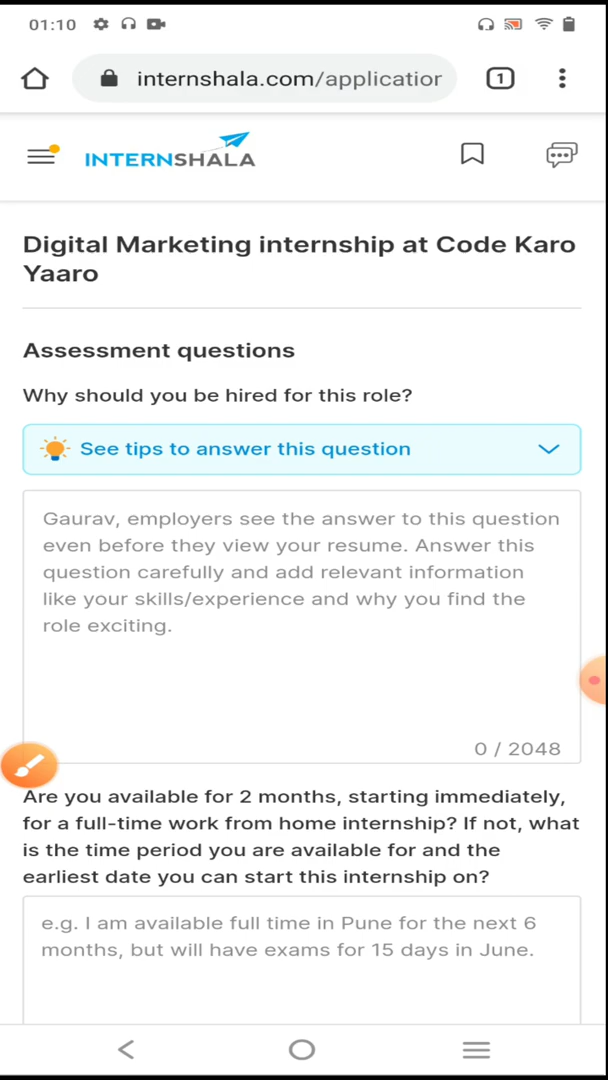 01:10
internshala.com/application
1
INTERNSHALA
Digital Marketing internship at Code Karo
Yaaro
Assessment questions
Why should you be hired for this role?
See tips to answer this question
Gaurav, employers see the answer to this question
even before they view your resume. Answer this
question carefully and add relevant information
like your skills/experience and why you find the
role exciting.
0 / 2048
Are you available for 2 months, starting immediately,
for a full-time work from home internship? If not, what
is the time period you are available for and the
earliest date you can start this internship on?
e.g. I am available full time in Pune for the next 6
months, but will have exams for 15 days in June.